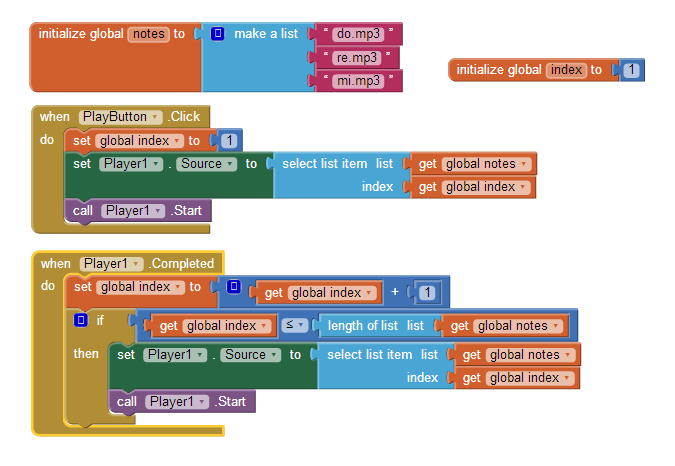 initialize global notes to make a list " do.mp3 "
" re.mp3 "
" mi.mp3 "
initialize global index to 1
when PlayButton .Click
do set global index to 1
set Player1 . Source to select list item list get global notes
index get global index
call Player1 .Start
when Player1 .Completed
do set global index to get global index + 1
if get global index ≤ length of list list get global notes
then set Player1 . Source to select list item list get global notes
index get global index
call Player1 .Start